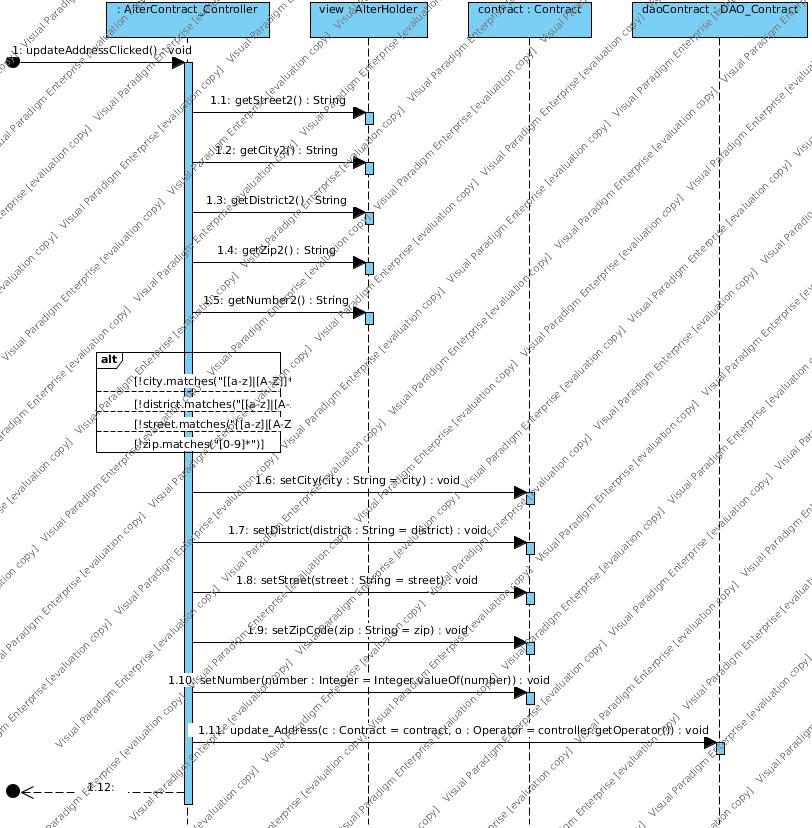 : AlterContract_Controller
view : AlterHolder
contract : Contract
daoContract : DAO_Contract
1: updateAddressClicked() : void
1.1: getStreet2() : String
1.2: getCity2() : String
1.3: getDistrict2() : String
1.4: getZip2() : String
1.5: getNumber2() : String
alt
[!city.matches("[[a-z]|[A-Z]]*
[!district.matches("[[a-z]|[A-
[!street.matches("[[a-z]|[A-Z
[!zip.matches("[0-9]*")]
1.6: setCity(city : String = city) : void
1.7: setDistrict(district : String = district) : void
1.8: setStreet(street : String = street) : void
1.9: setZipCode(zip : String = zip) : void
1.10: setNumber(number : Integer = Integer.valueOf(number)) : void
1.11: update_Address(c : Contract = contract, o : Operator = controller.getOperator()) : void
1.12:
Visual Paradigm Enterprise [evaluation copy]